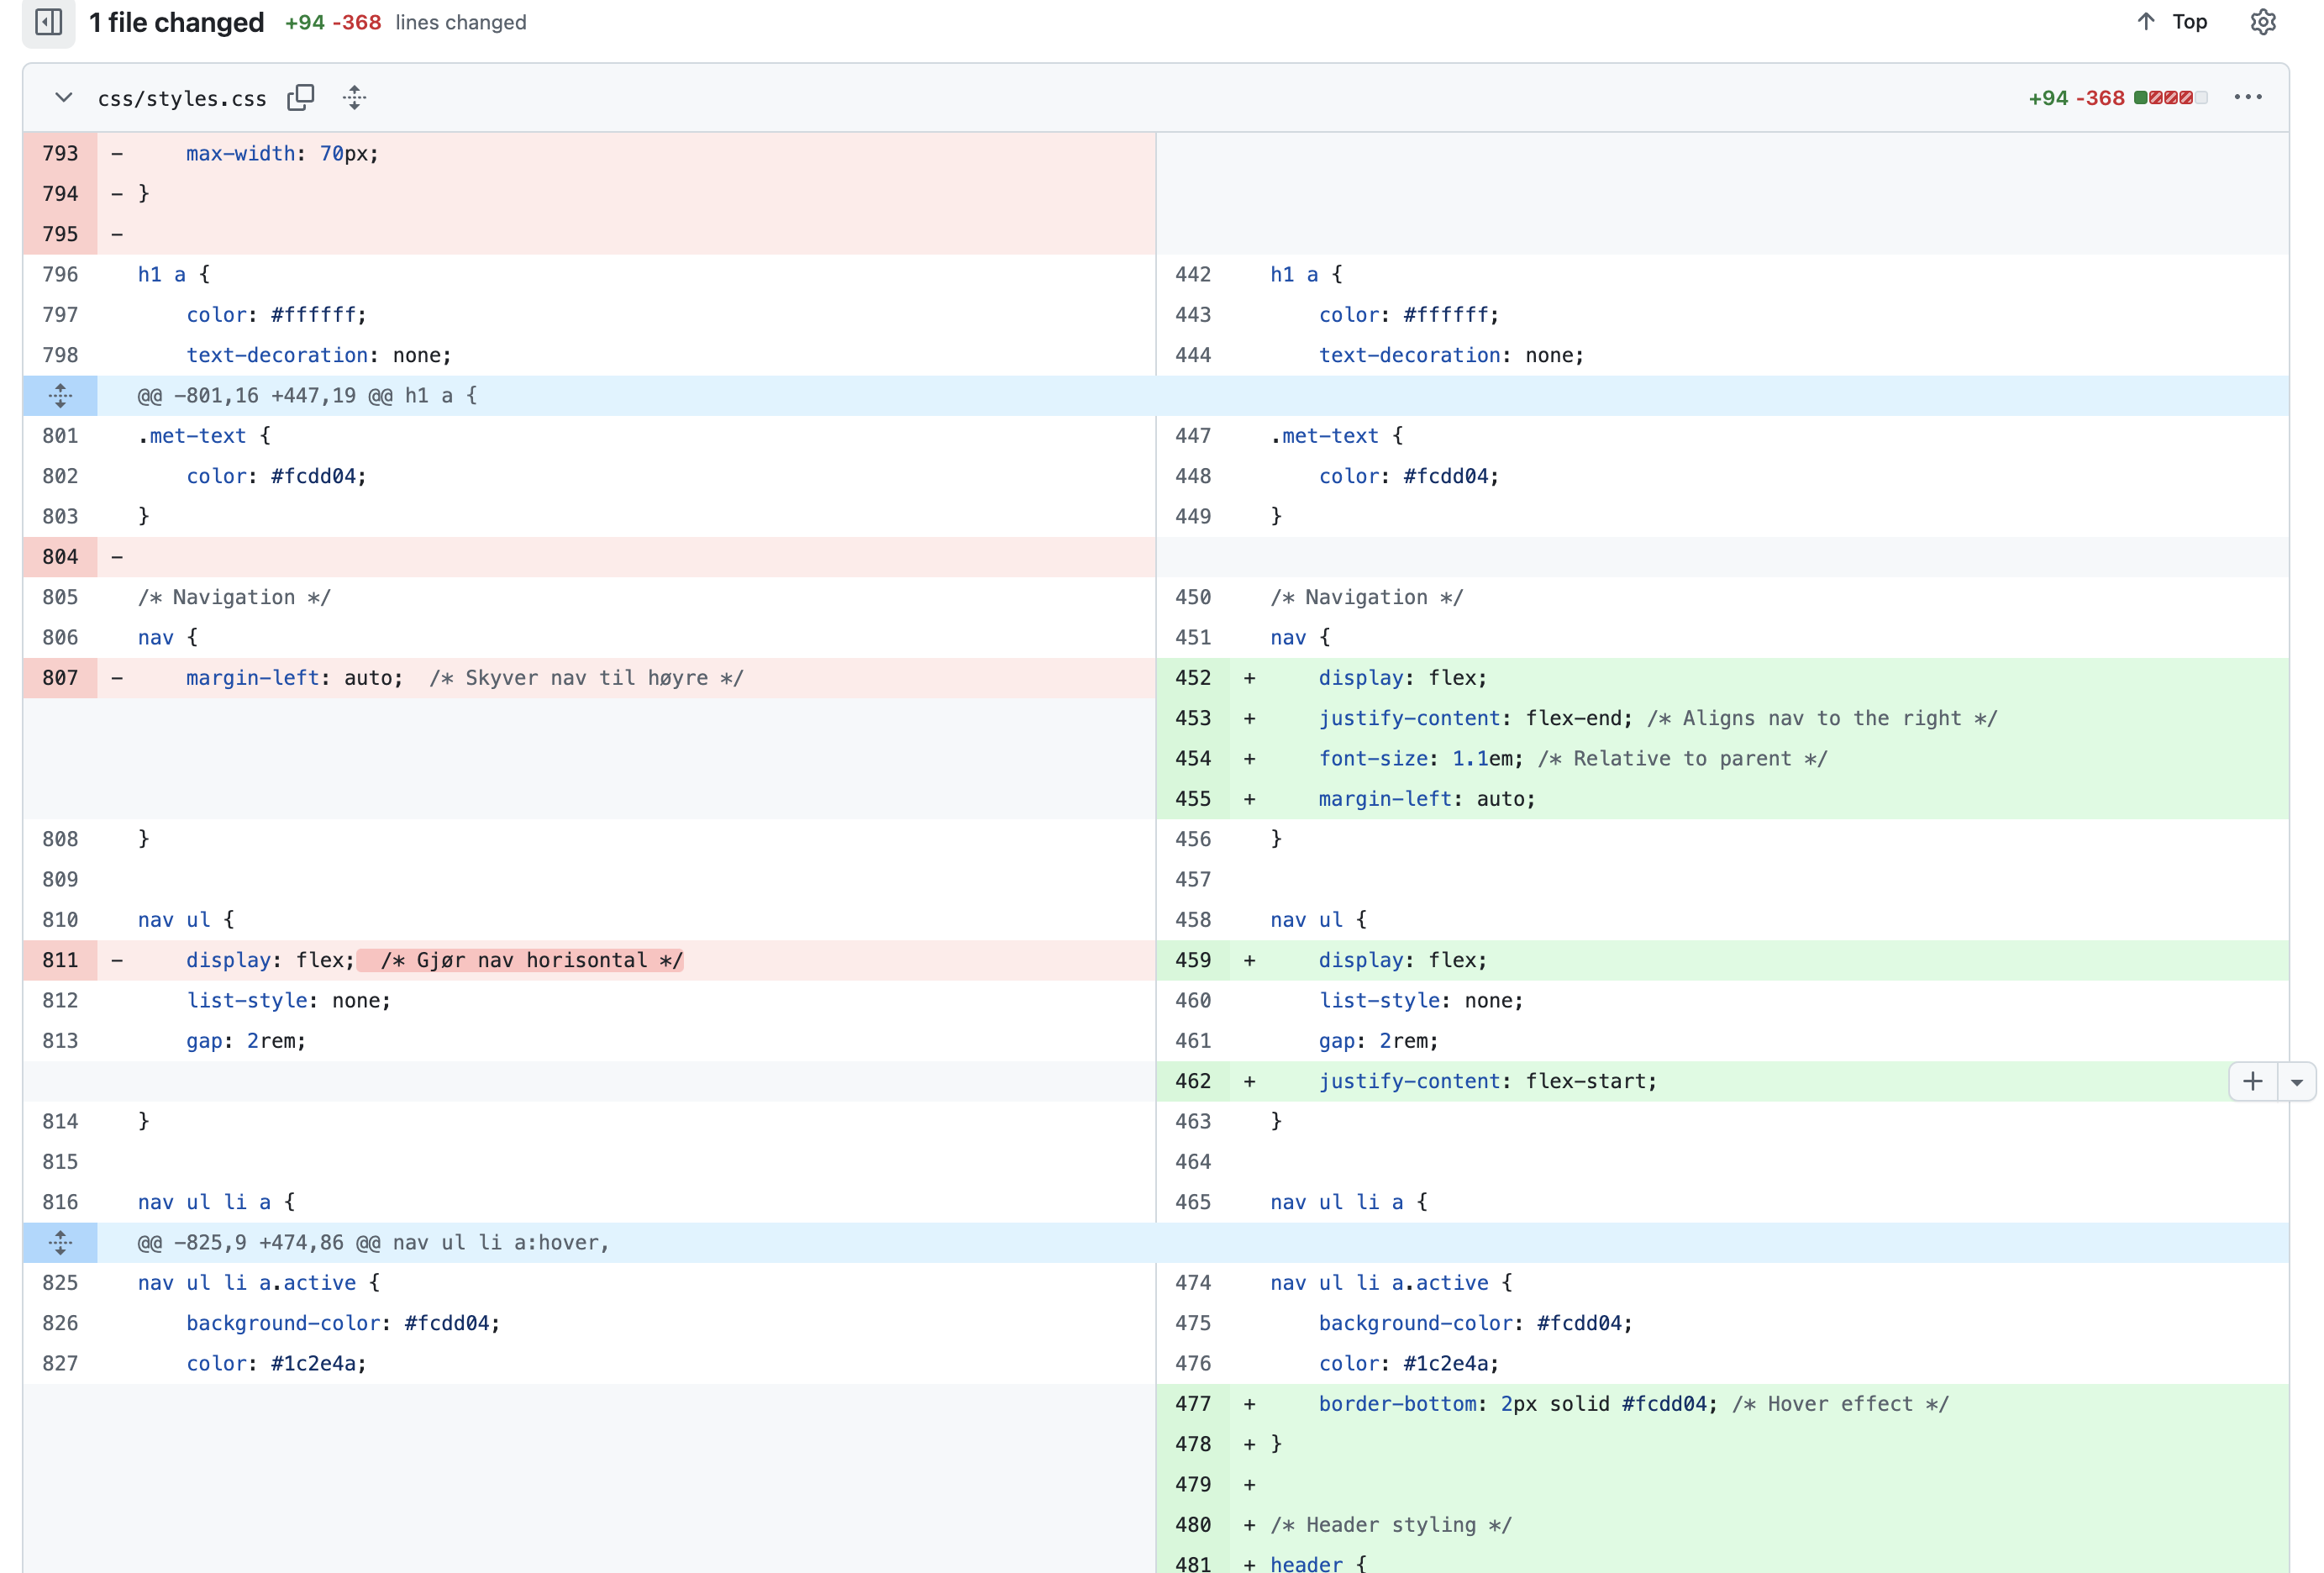 1 file changed +94 -368 lines changed
Top
css/styles.css
+94 -368
793 - max-width: 70px;
794 - }
795 -
796 h1 a { 442 h1 a {
797 color: #ffffff; 443 color: #ffffff;
798 text-decoration: none; 444 text-decoration: none;
@@ -801,16 +447,19 @@ h1 a {
801 .met-text { 447 .met-text {
802 color: #fcdd04; 448 color: #fcdd04;
803 } 449 }
804 -
805 /* Navigation */ 450 /* Navigation */
806 nav { 451 nav {
807 - margin-left: auto;  /* Skyver nav til høyre */ 452 + display: flex;
453 + justify-content: flex-end; /* Aligns nav to the right */
454 + font-size: 1.1em; /* Relative to parent */
455 + margin-left: auto;
808 } 456 }
809 457
810 nav ul { 458 nav ul {
811 - display: flex;  /* Gjør nav horisontal */ 459 + display: flex;
812 list-style: none; 460 list-style: none;
813 gap: 2rem; 461 gap: 2rem;
462 + justify-content: flex-start;
814 } 463 }
815 464
816 nav ul li a { 465 nav ul li a {
@@ -825,9 +474,86 @@ nav ul li a:hover,
825 nav ul li a.active { 474 nav ul li a.active {
826 background-color: #fcdd04; 475 background-color: #fcdd04;
827 color: #1c2e4a; 476 color: #1c2e4a;
477 + border-bottom: 2px solid #fcdd04; /* Hover effect */
478 + }
479 +
480 + /* Header styling */
481 + header {